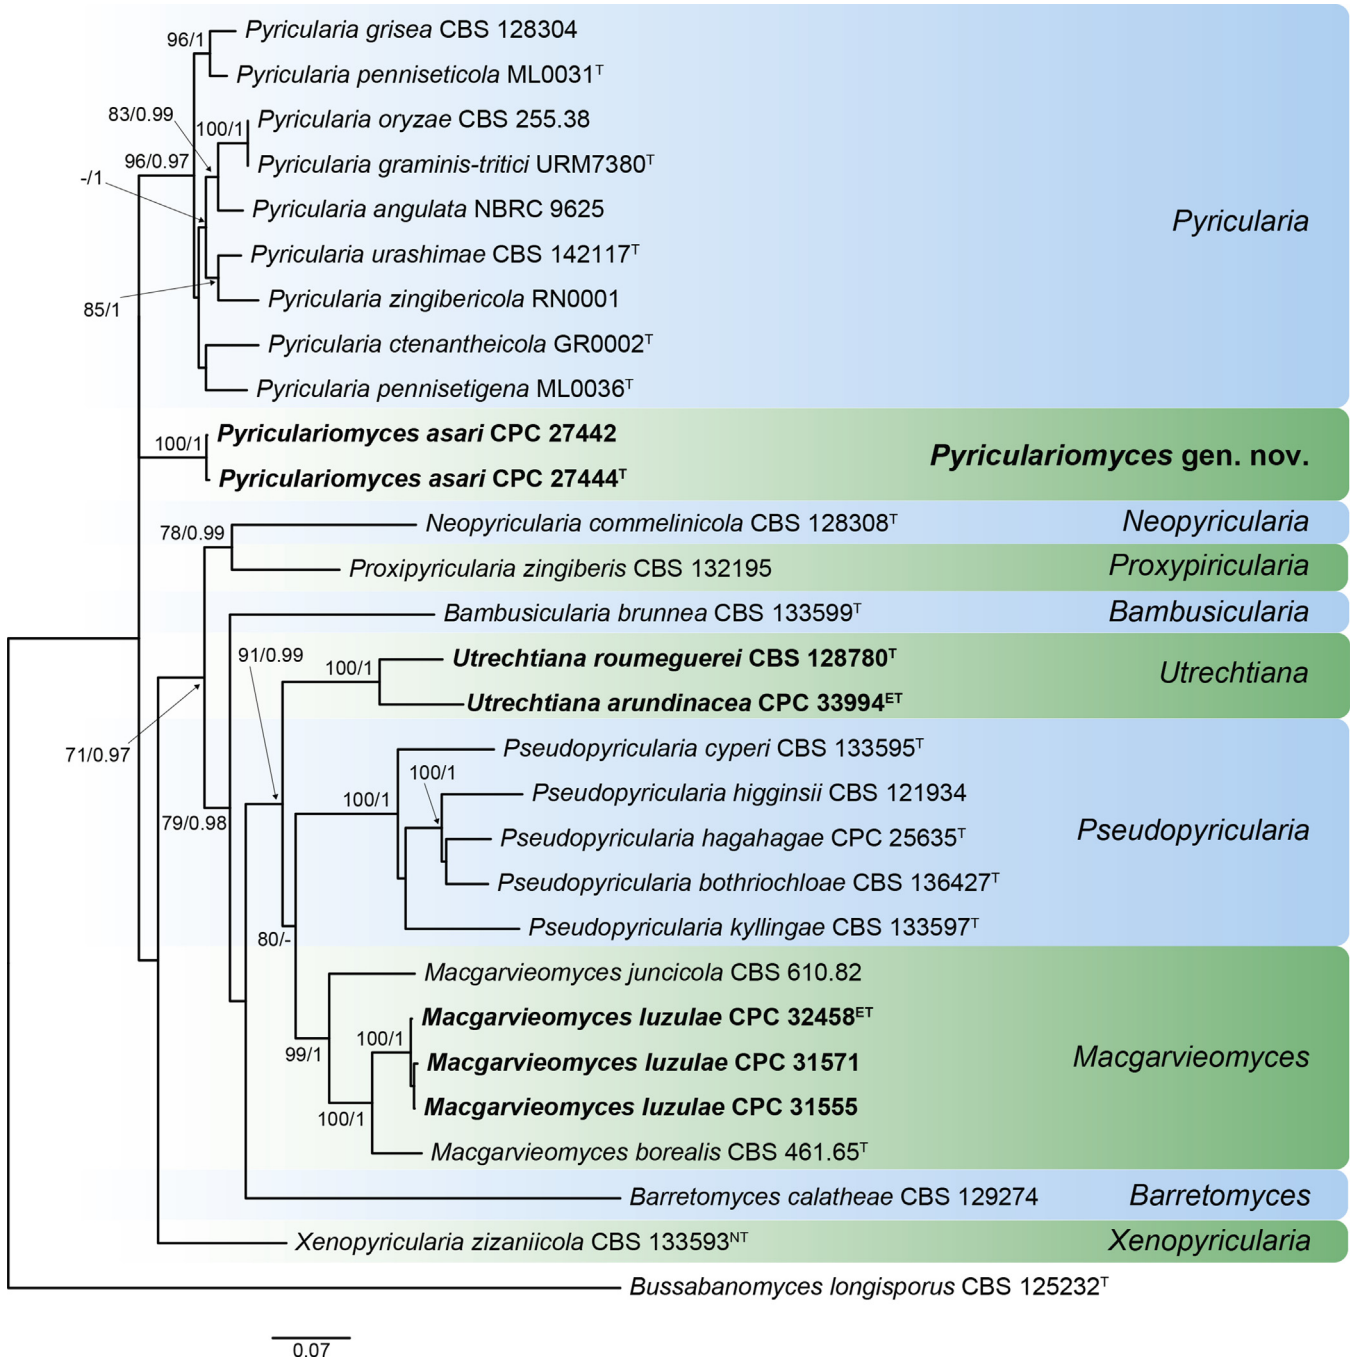 96/1
Pyricularia grisea CBS 128304
Pyricularia penniseticola ML0031ᵀ
83/0.99
100/1
Pyricularia oryzae CBS 255.38
96/0.97
Pyricularia graminis-tritici URM7380ᵀ
-/1
Pyricularia angulata NBRC 9625
Pyricularia
Pyricularia urashimae CBS 142117ᵀ
85/1
Pyricularia zingibericola RN0001
Pyricularia ctenantheicola GR0002ᵀ
Pyricularia pennisetigena ML0036ᵀ
100/1
Pyriculariomyces asari CPC 27442
Pyriculariomyces gen. nov.
Pyriculariomyces asari CPC 27444ᵀ
78/0.99
Neopyricularia commelinicola CBS 128308ᵀ
Neopyricularia
Proxipyricularia zingiberis CBS 132195
Proxypiricularia
Bambusicularia brunnea CBS 133599ᵀ
Bambusicularia
91/0.99
100/1
Utrechtiana roumeguerei CBS 128780ᵀ
Utrechtiana
Utrechtiana arundinacea CPC 33994ᴱᵀ
71/0.97
Pseudopyricularia cyperi CBS 133595ᵀ
100/1
100/1
Pseudopyricularia higginsii CBS 121934
79/0.98
Pseudopyricularia hagahagae CPC 25635ᵀ
Pseudopyricularia
Pseudopyricularia bothriochloae CBS 136427ᵀ
80/-
Pseudopyricularia kyllingae CBS 133597ᵀ
Macgarvieomyces juncicola CBS 610.82
100/1
Macgarvieomyces luzulae CPC 32458ᴱᵀ
99/1
Macgarvieomyces luzulae CPC 31571
Macgarvieomyces
100/1
Macgarvieomyces luzulae CPC 31555
Macgarvieomyces borealis CBS 461.65ᵀ
Barretomyces calatheae CBS 129274
Barretomyces
Xenopyricularia zizaniicola CBS 133593ᴺᵀ
Xenopyricularia
Bussabanomyces longisporus CBS 125232ᵀ
0.07